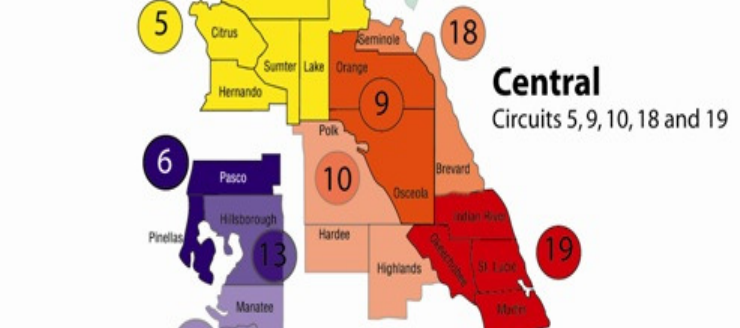 5
Citrus
Sumter
Lake
Hernando
Seminole
18
Orange
9
Central
Circuits 5, 9, 10, 18 and 19
Polk
6
Pasco
10
Brevard
Osceola
Hillsborough
Pinellas
13
Hardee
Highlands
Indian River
Okeechobee
St. Lucie
19
Manatee
Martin